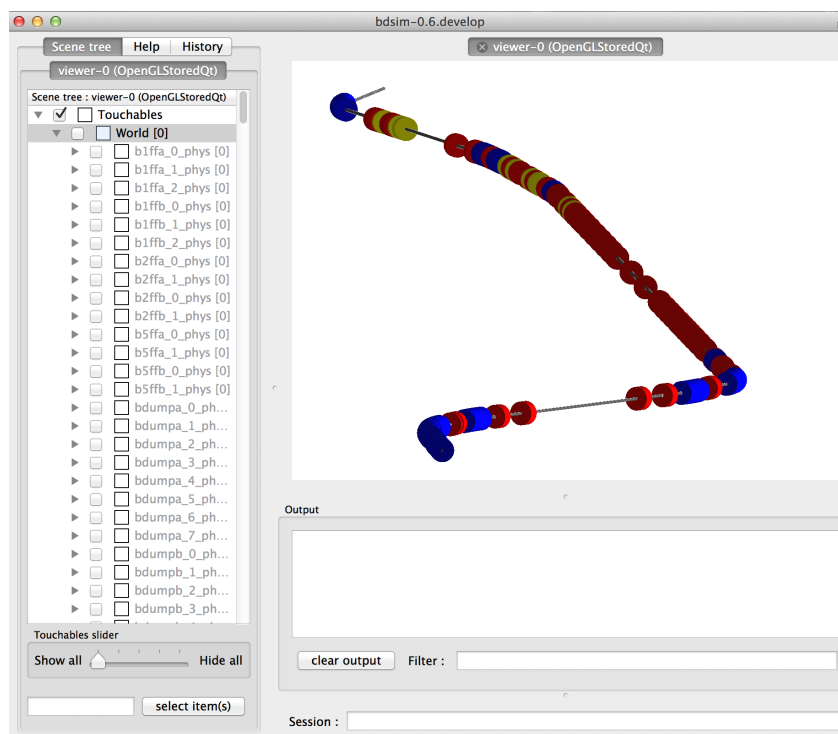 bdsim-0.6.develop
Scene tree Help History
viewer-0 (OpenGLStoredQt)
viewer-0 (OpenGLStoredQt)
Scene tree : viewer-0 (OpenGLStoredQt)
Touchables
World [0]
b1ffa_0_phys [0]
b1ffa_1_phys [0]
b1ffa_2_phys [0]
b1ffb_0_phys [0]
b1ffb_1_phys [0]
b1ffb_2_phys [0]
b2ffa_0_phys [0]
b2ffa_1_phys [0]
b2ffb_0_phys [0]
b2ffb_1_phys [0]
b5ffa_0_phys [0]
b5ffa_1_phys [0]
b5ffb_0_phys [0]
b5ffb_1_phys [0]
bdumpa_0_ph...
bdumpa_1_ph...
bdumpa_2_ph...
bdumpa_3_ph...
bdumpa_4_ph...
bdumpa_5_ph...
bdumpa_6_ph...
bdumpa_7_ph...
bdumpb_0_ph...
bdumpb_1_ph...
bdumpb_2_ph...
bdumpb_3_ph...
Touchables slider
Show all Hide all
select item(s)
Output
clear output Filter :
Session :